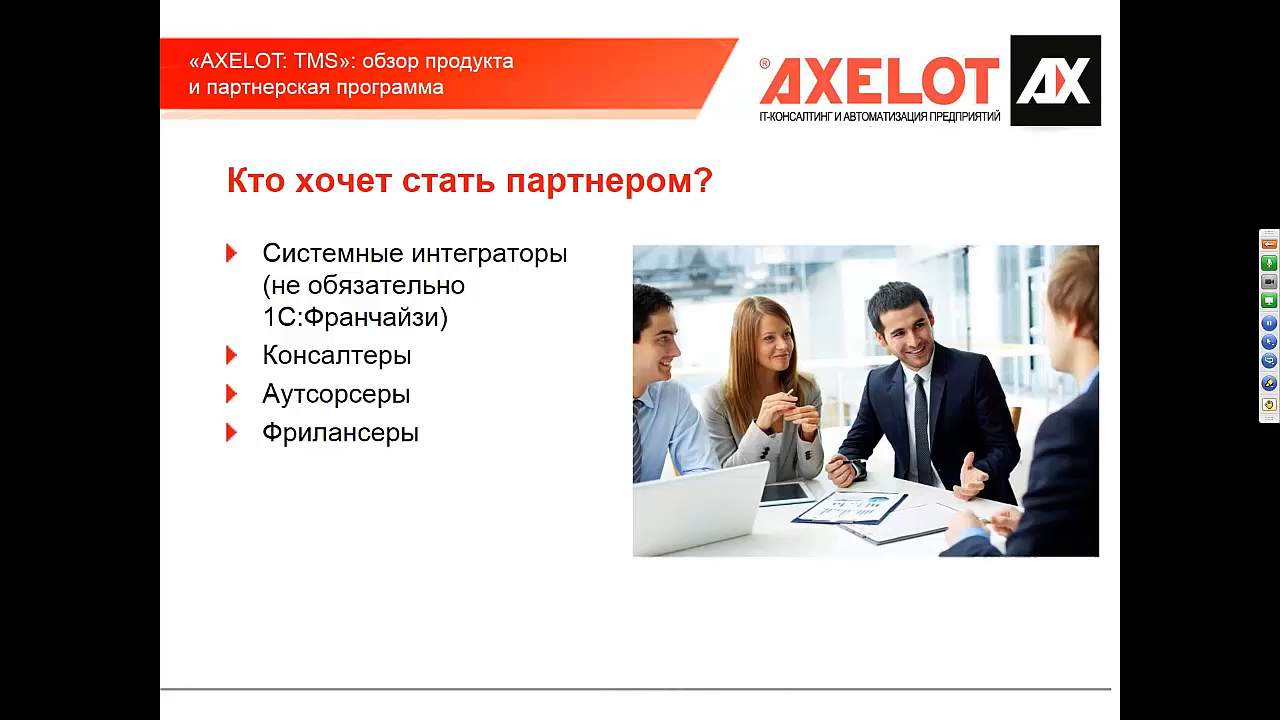 «AXELOT: TMS»: обзор продукта
и партнерская программа
® AXELOT AX
IT-КОНСАЛТИНГ И АВТОМАТИЗАЦИЯ ПРЕДПРИЯТИЙ
Кто хочет стать партнером?
Системные интеграторы
(не обязательно
1С:Франчайзи)
Консалтеры
Аутсорсеры
Фрилансеры